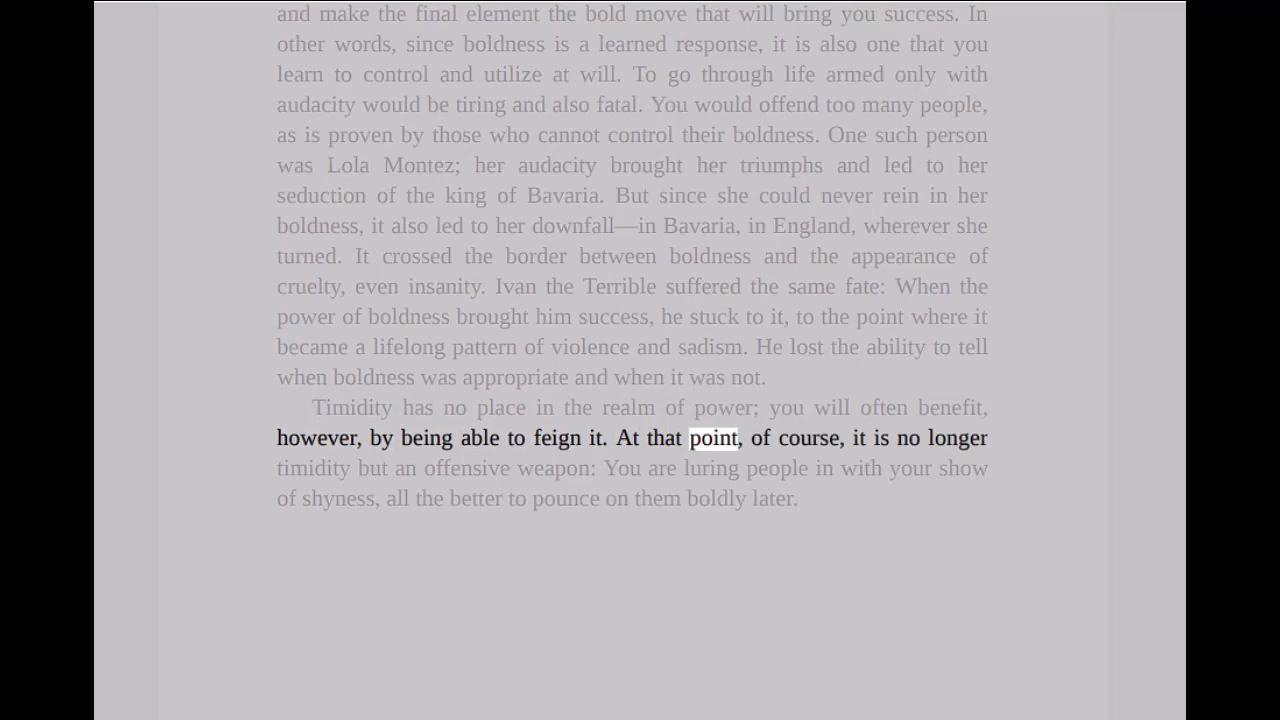 and make the final element the bold move that will bring you success. In
other words, since boldness is a learned response, it is also one that you
learn to control and utilize at will. To go through life armed only with
audacity would be tiring and also fatal. You would offend too many people,
as is proven by those who cannot control their boldness. One such person
was Lola Montez; her audacity brought her triumphs and led to her
seduction of the king of Bavaria. But since she could never rein in her
boldness, it also led to her downfall—in Bavaria, in England, wherever she
turned. It crossed the border between boldness and the appearance of
cruelty, even insanity. Ivan the Terrible suffered the same fate: When the
power of boldness brought him success, he stuck to it, to the point where it
became a lifelong pattern of violence and sadism. He lost the ability to tell
when boldness was appropriate and when it was not.
Timidity has no place in the realm of power; you will often benefit,
however, by being able to feign it. At that point, of course, it is no longer
timidity but an offensive weapon: You are luring people in with your show
of shyness, all the better to pounce on them boldly later.